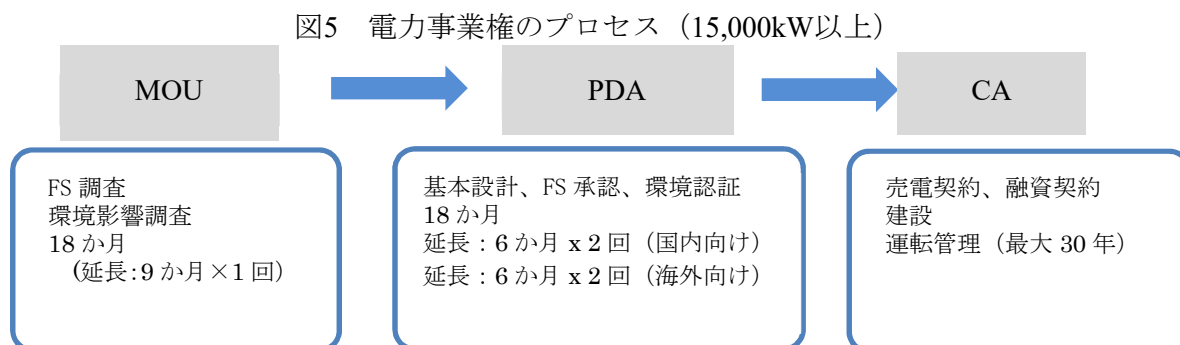 図5 電力事業権のプロセス（15,000kW以上）
MOU
PDA
CA
FS 調査
環境影響調査
18 か月
(延長：9 か月×1 回）
基本設計、FS 承認、環境認証
18 か月
延長：6 か月 x 2 回（国内向け）
延長：6 か月 x 2 回（海外向け）
売電契約、融資契約
建設
運転管理（最大 30 年）